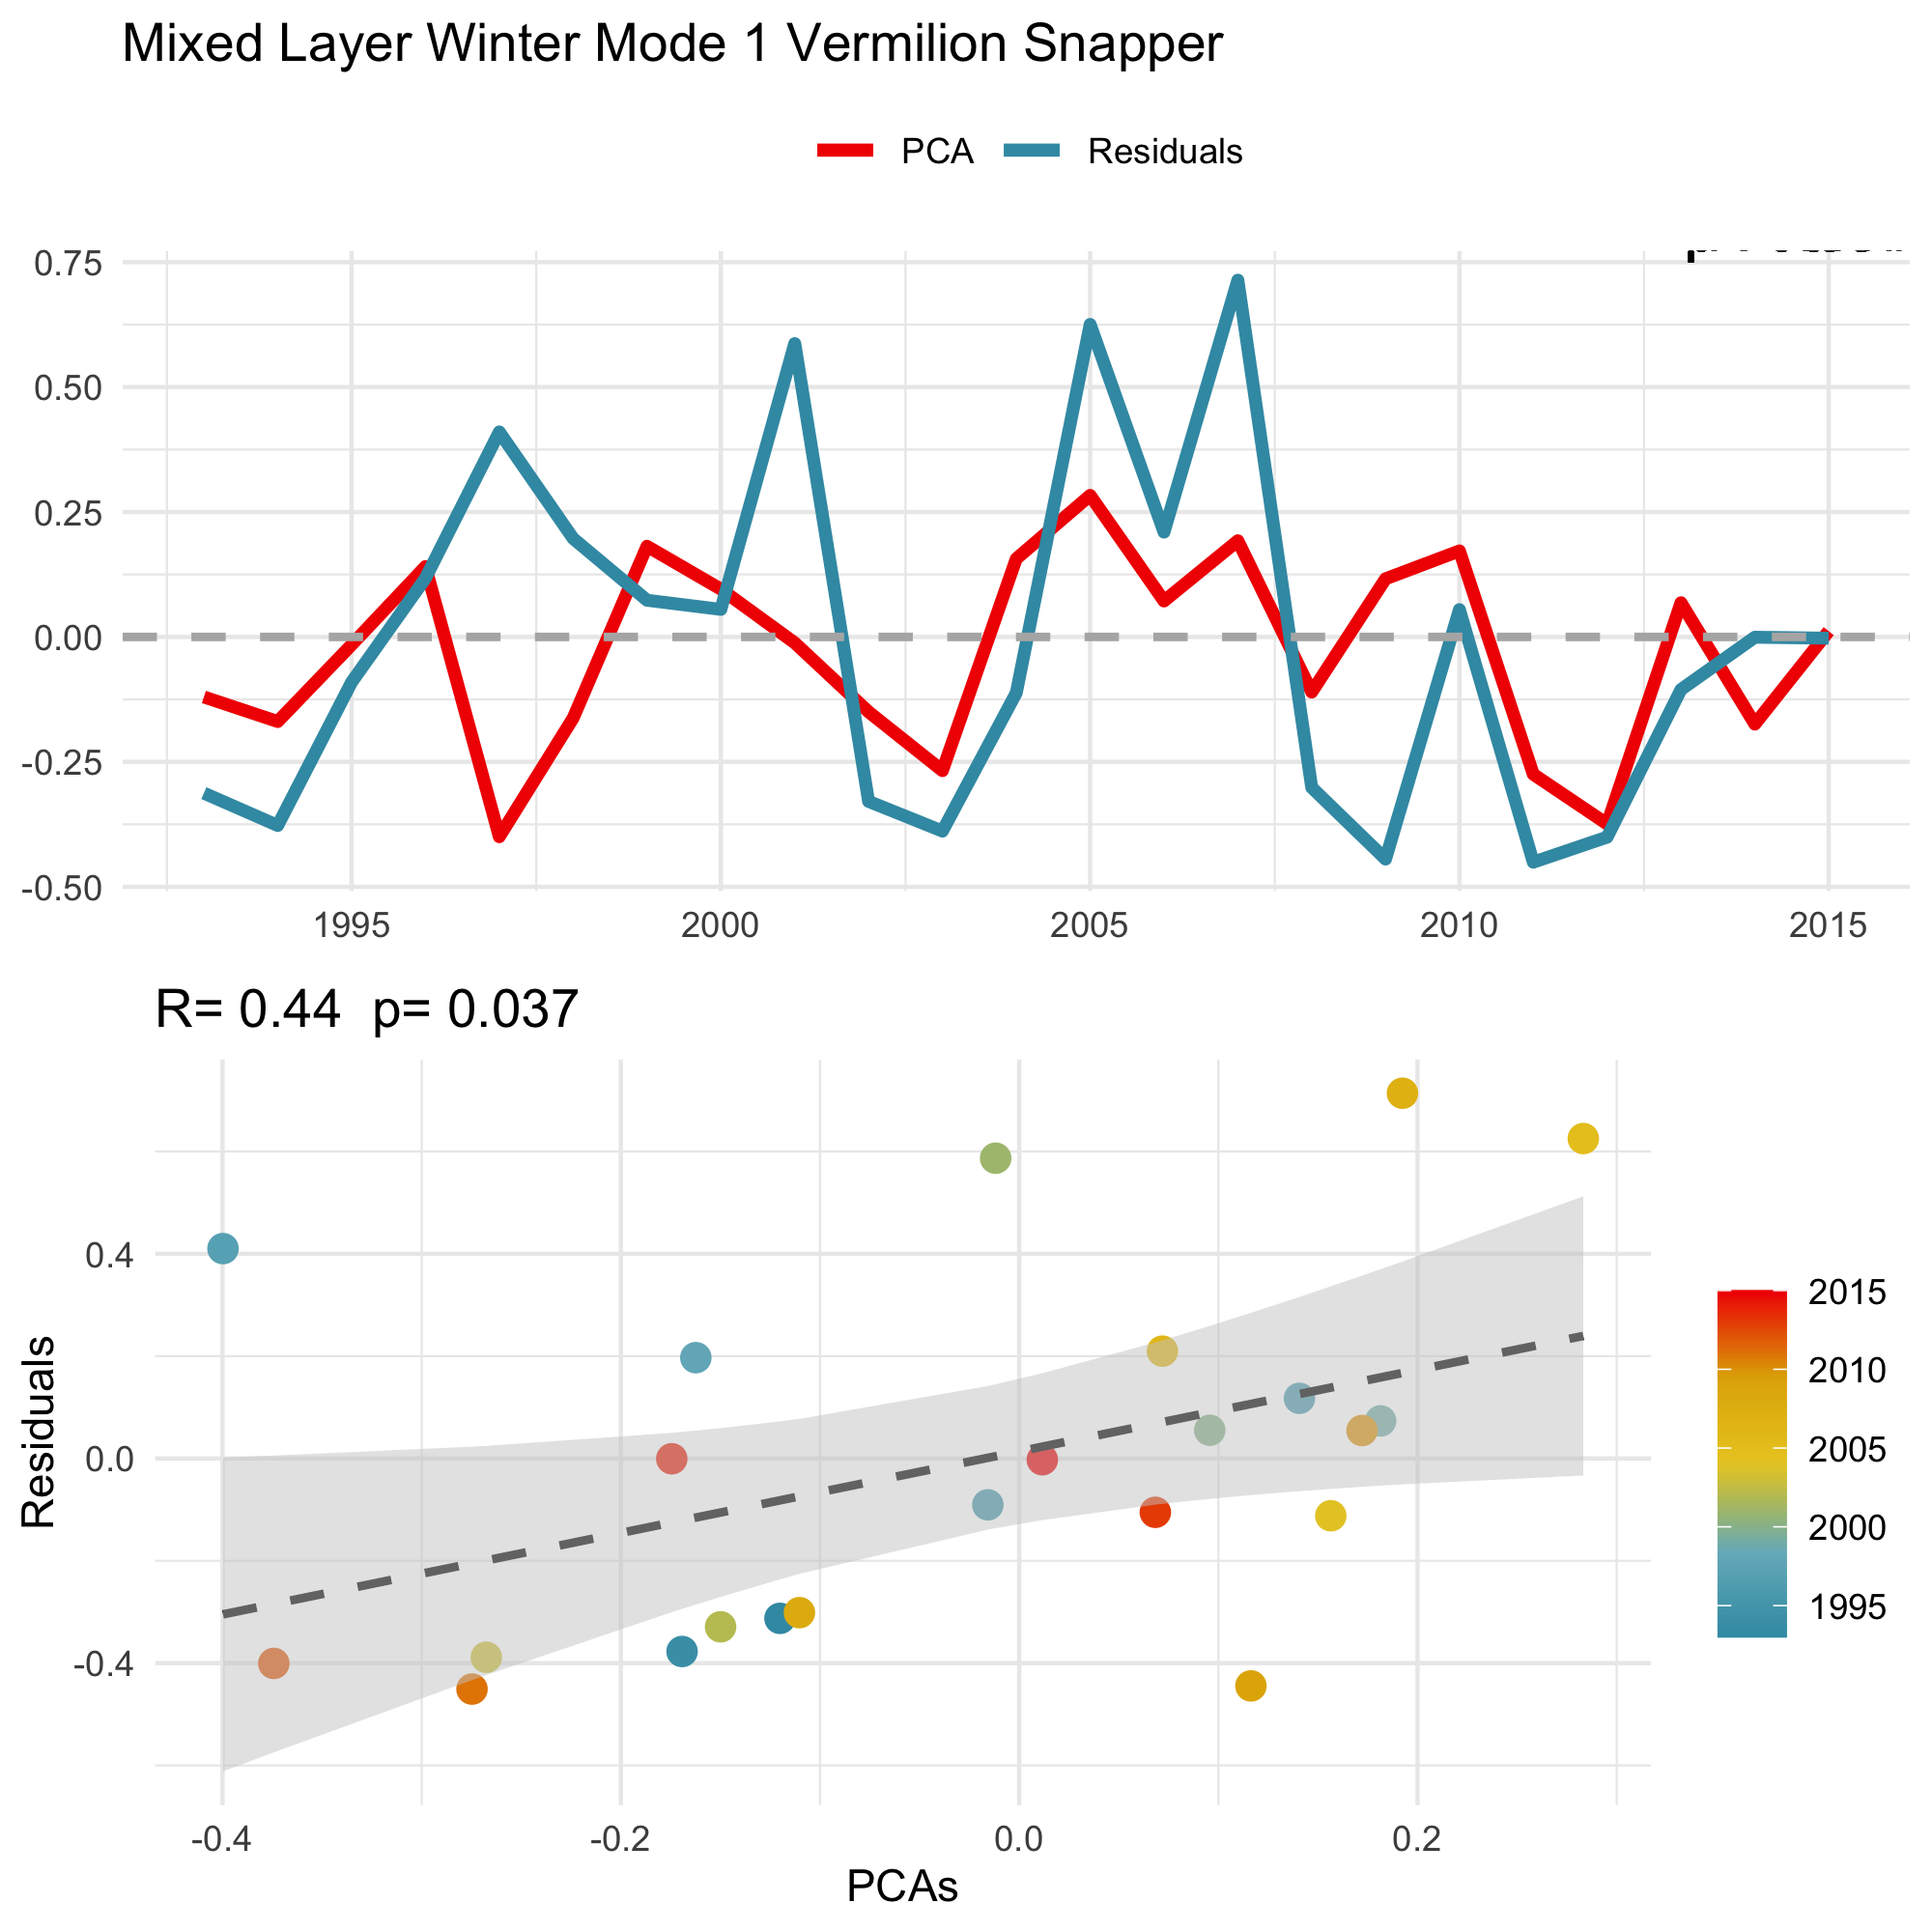 Mixed Layer Winter Mode 1 Vermilion Snapper
PCA Residuals
0.75
0.50
0.25
0.00
-0.25
-0.50
1995 2000 2005 2010 2015
R= 0.44 p= 0.037
Residuals
0.4
0.0
-0.4
-0.4 -0.2 0.0 0.2
PCAs
2015
2010
2005
2000
1995